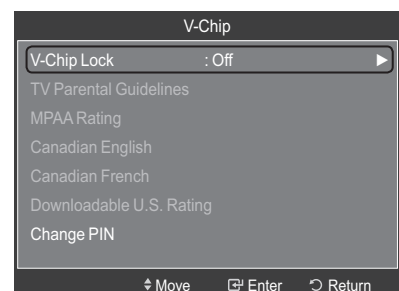 V-Chip
V-Chip Lock : Off
TV Parental Guidelines
MPAA Rating
Canadian English
Canadian French
Downloadable U.S. Rating
Change PIN
Move Enter Return